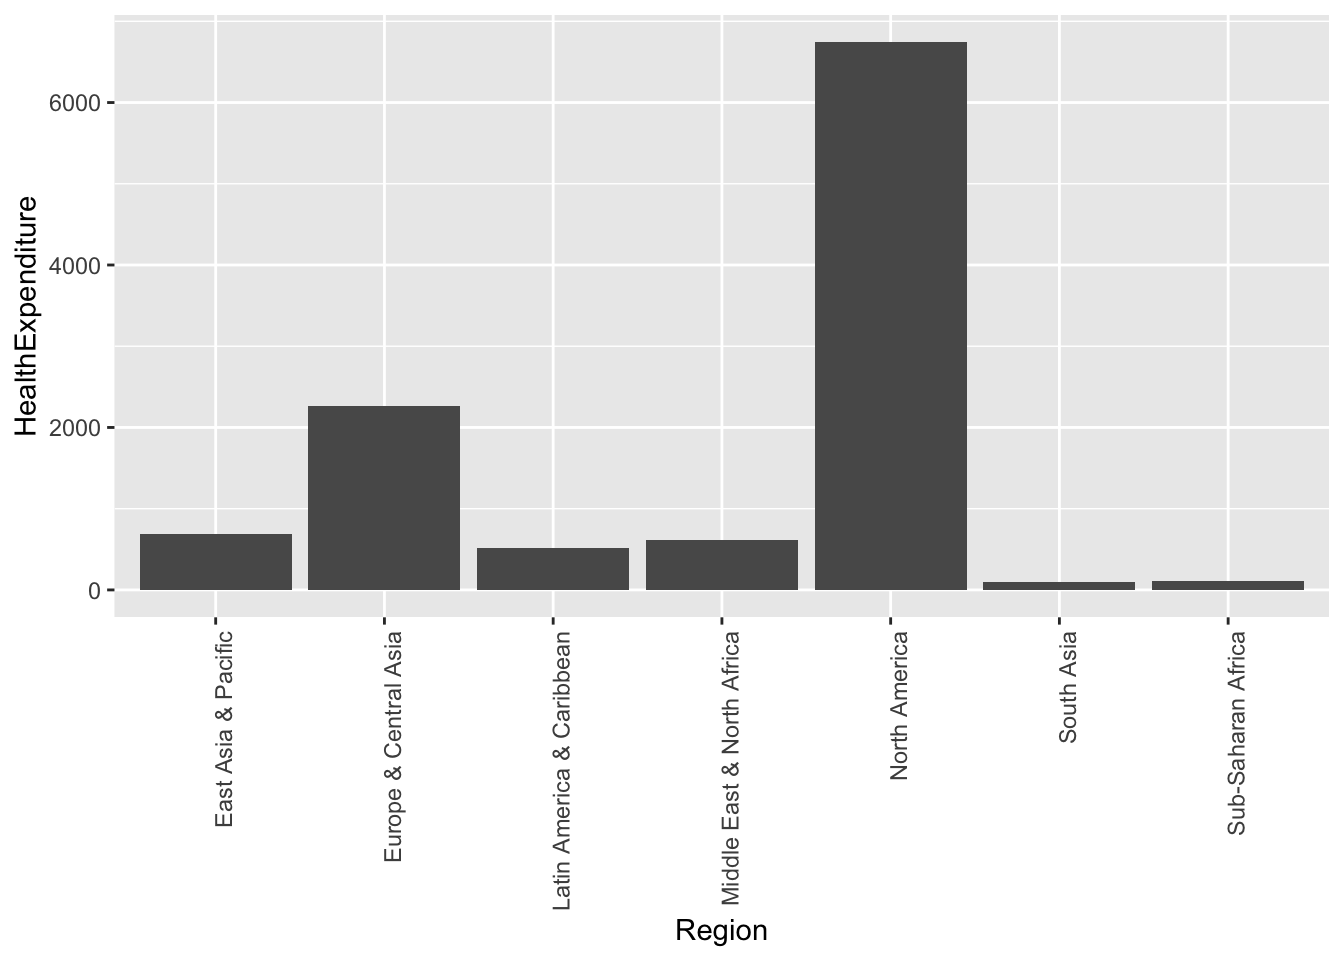 HealthExpenditure
6000
4000
2000
0
East Asia & Pacific
Europe & Central Asia
Latin America & Caribbean
Middle East & North Africa
North America
South Asia
Sub-Saharan Africa
Region